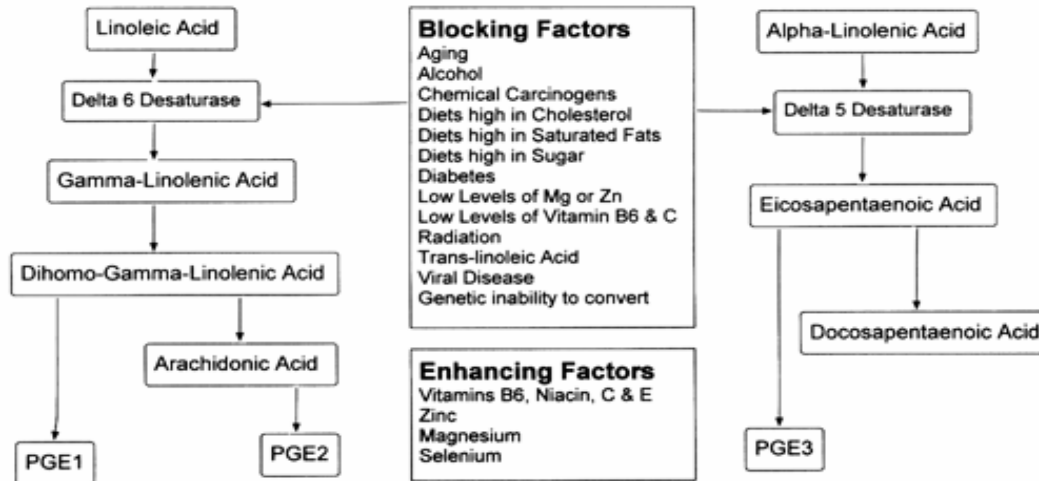 Linoleic Acid
Delta 6 Desaturase
Gamma-Linolenic Acid
Dihomo-Gamma-Linolenic Acid
Arachidonic Acid
PGE1
PGE2
Blocking Factors
Aging
Alcohol
Chemical Carcinogens
Diets high in Cholesterol
Diets high in Saturated Fats
Diets high in Sugar
Diabetes
Low Levels of Mg or Zn
Low Levels of Vitamin B6 & C
Radiation
Trans-linoleic Acid
Viral Disease
Genetic inability to convert
Enhancing Factors
Vitamins B6, Niacin, C & E
Zinc
Magnesium
Selenium
Alpha-Linolenic Acid
Delta 5 Desaturase
Eicosapentaenoic Acid
Docosapentaenoic Acid
PGE3